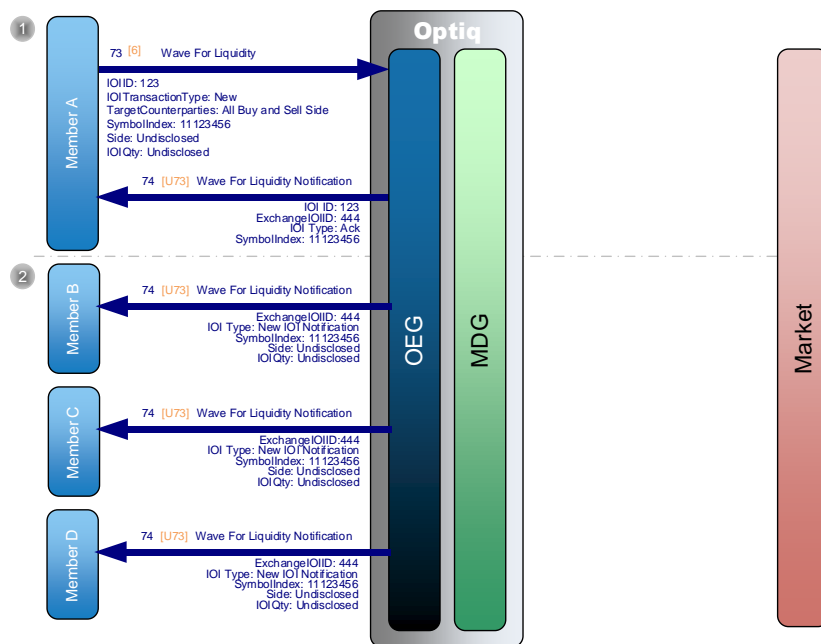 1
Optiq
73 [6] Wave For Liquidity
IOIID: 123
IOITransactionType: New
TargetCounterparties: All Buy and Sell Side
SymbolIndex: 11123456
Side: Undisclosed
IOIQty: Undisclosed
Member A
74 [U73] Wave For Liquidity Notification
IOI ID: 123
ExchangeIOIID: 444
IOI Type: Ack
SymbolIndex: 11123456
2
Member B
74 [U73] Wave For Liquidity Notification
ExchangeIOIID: 444
IOI Type: New IOI Notification
SymbolIndex: 11123456
Side: Undisclosed
IOIQty: Undisclosed
OEG
MDG
Market
Member C
74 [U73] Wave For Liquidity Notification
ExchangeIOIID:444
IOI Type: New IOI Notification
SymbolIndex: 11123456
Side: Undisclosed
IOIQty: Undisclosed
Member D
74 [U73] Wave For Liquidity Notification
ExchangeIOIID: 444
IOI Type: New IOI Notification
SymbolIndex: 11123456
Side: Undisclosed
IOIQty: Undisclosed